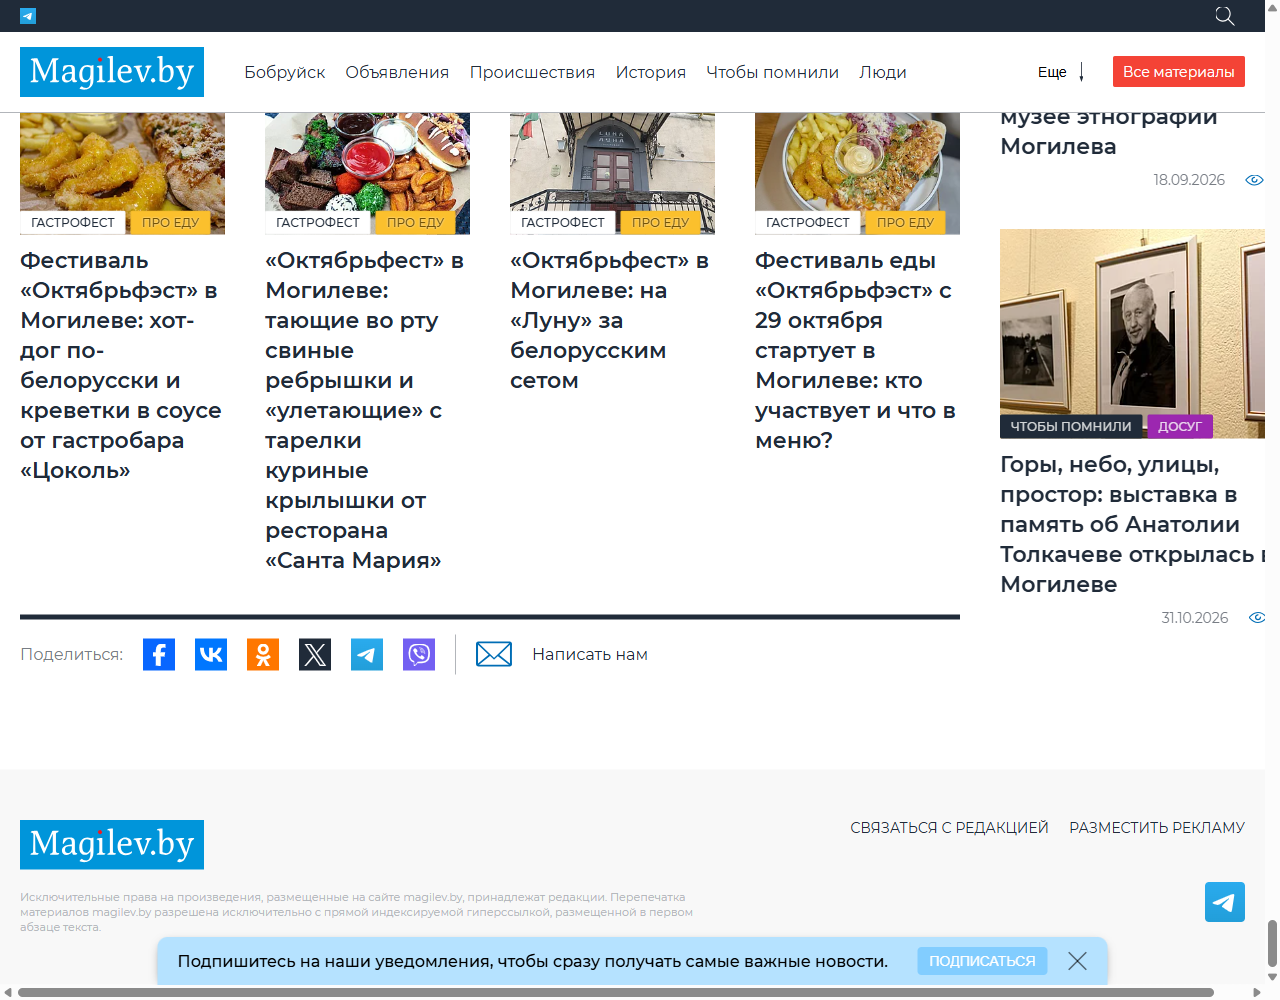 Magilev.by
Бобруйск Объявления Происшествия История Чтобы помнили Люди Еще Все материалы
музее этнографии
Могилева
18.09.2026
ГАСТРОФЕСТ ПРО ЕДУ
Фестиваль
«Октябрьфэст» в
Могилеве: хот-
дог по-
белорусски и
креветки в соусе
от гастробара
«Цоколь»
ГАСТРОФЕСТ ПРО ЕДУ
«Октябрьфест» в
Могилеве:
тающие во рту
свиные
ребрышки и
«улетающие» с
тарелки
куриные
крылышки от
ресторана
«Санта Мария»
ГАСТРОФЕСТ ПРО ЕДУ
«Октябрьфест» в
Могилеве: на
«Луну» за
белорусским
сетом
ГАСТРОФЕСТ ПРО ЕДУ
Фестиваль еды
«Октябрьфэст» с
29 октября
стартует в
Могилеве: кто
участвует и что в
меню?
ЧТОБЫ ПОМНИЛИ ДОСУГ
Горы, небо, улицы,
простор: выставка в
память об Анатолии
Толкачеве открылась в
Могилеве
31.10.2026
Поделиться: Написать нам
Magilev.by
СВЯЗАТЬСЯ С РЕДАКЦИЕЙ РАЗМЕСТИТЬ РЕКЛАМУ
Исключительные права на произведения, размещенные на сайте magilev.by, принадлежат редакции. Перепечатка
материалов magilev.by разрешена исключительно с прямой индексируемой гиперссылкой, размещенной в первом
абзаце текста.
Подпишитесь на наши уведомления, чтобы сразу получать самые важные новости. ПОДПИСАТЬСЯ